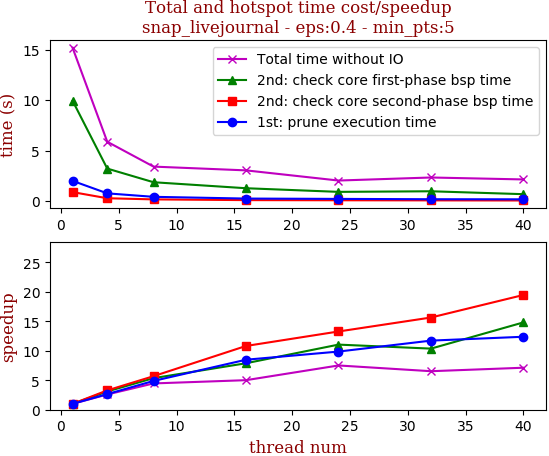 Total and hotspot time cost/speedup
snap_livejournal - eps:0.4 - min_pts:5
time (s)
15
10
5
0
Total time without IO
2nd: check core first-phase bsp time
2nd: check core second-phase bsp time
1st: prune execution time
0 5 10 15 20 25 30 35 40
speedup
25
20
15
10
5
0
0 5 10 15 20 25 30 35 40
thread num